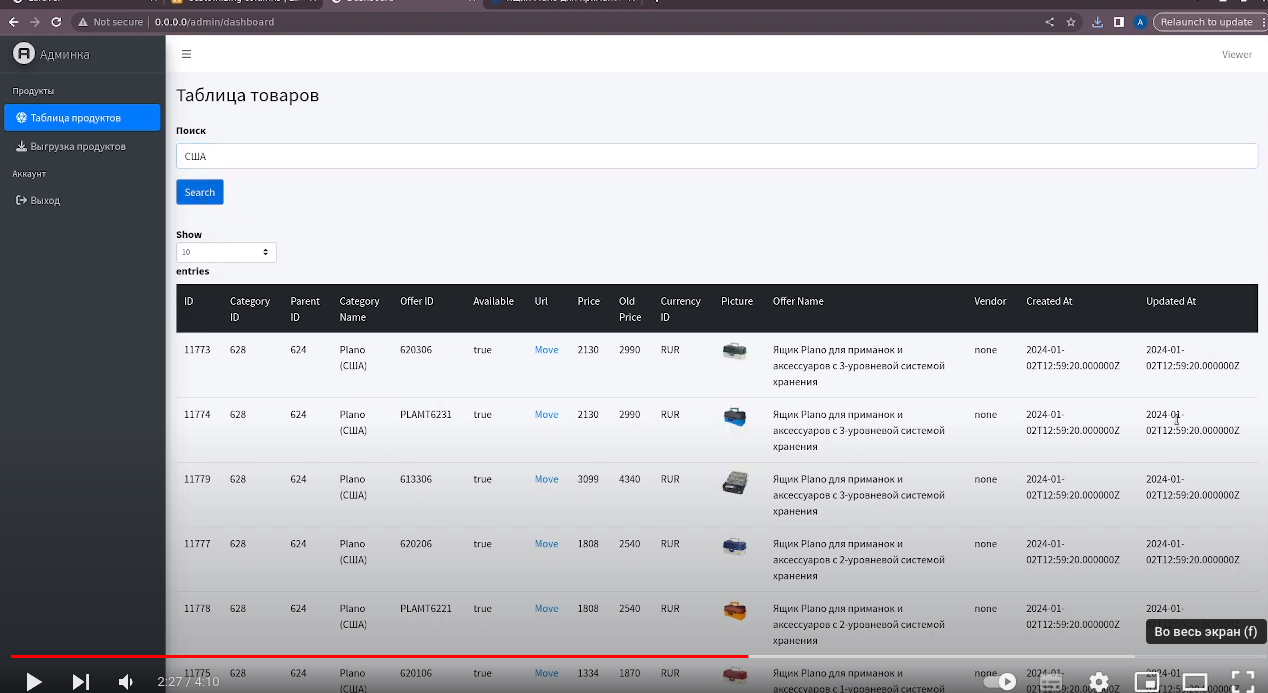 Not secure | 0.0.0.0/admin/dashboard
A
Relaunch to update
Админка
Viewer
Продукты
Таблица продуктов
Выгрузка продуктов
Аккаунт
Выход
Таблица товаров
Поиск
США
Search
Show
10
entries
ID Category ID Parent ID Category Name Offer ID Available Url Price Old Price Currency ID Picture Offer Name Vendor Created At Updated At
11773 628 624 Plano (США) 620306 true Move 2130 2990 RUR Ящик Plano для приманок и аксессуаров с 3-уровневой системой хранения none 2024-01-02T12:59:20.000000Z 2024-01-02T12:59:20.000000Z
11774 628 624 Plano (США) PLAMT6231 true Move 2130 2990 RUR Ящик Plano для приманок и аксессуаров с 3-уровневой системой хранения none 2024-01-02T12:59:20.000000Z 2024-01-02T12:59:20.000000Z
11779 628 624 Plano (США) 613306 true Move 3099 4340 RUR Ящик Plano для приманок и аксессуаров с 3-уровневой системой хранения none 2024-01-02T12:59:20.000000Z 2024-01-02T12:59:20.000000Z
11777 628 624 Plano (США) 620206 true Move 1808 2540 RUR Ящик Plano для приманок и аксессуаров с 2-уровневой системой хранения none 2024-01-02T12:59:20.000000Z 2024-01-02T12:59:20.000000Z
11778 628 624 Plano (США) PLAMT6221 true Move 1808 2540 RUR Ящик Plano для приманок и аксессуаров с 2-уровневой системой хранения none 2024-01-02T12:59:20.000000Z 2024-01-
Во весь экран (f)
11775 628 624 Plano (США) 620106 true Move 1334 1870 RUR Ящик Plano для приманок и none 2024-01- 2024-01-
2:27 / 4:10